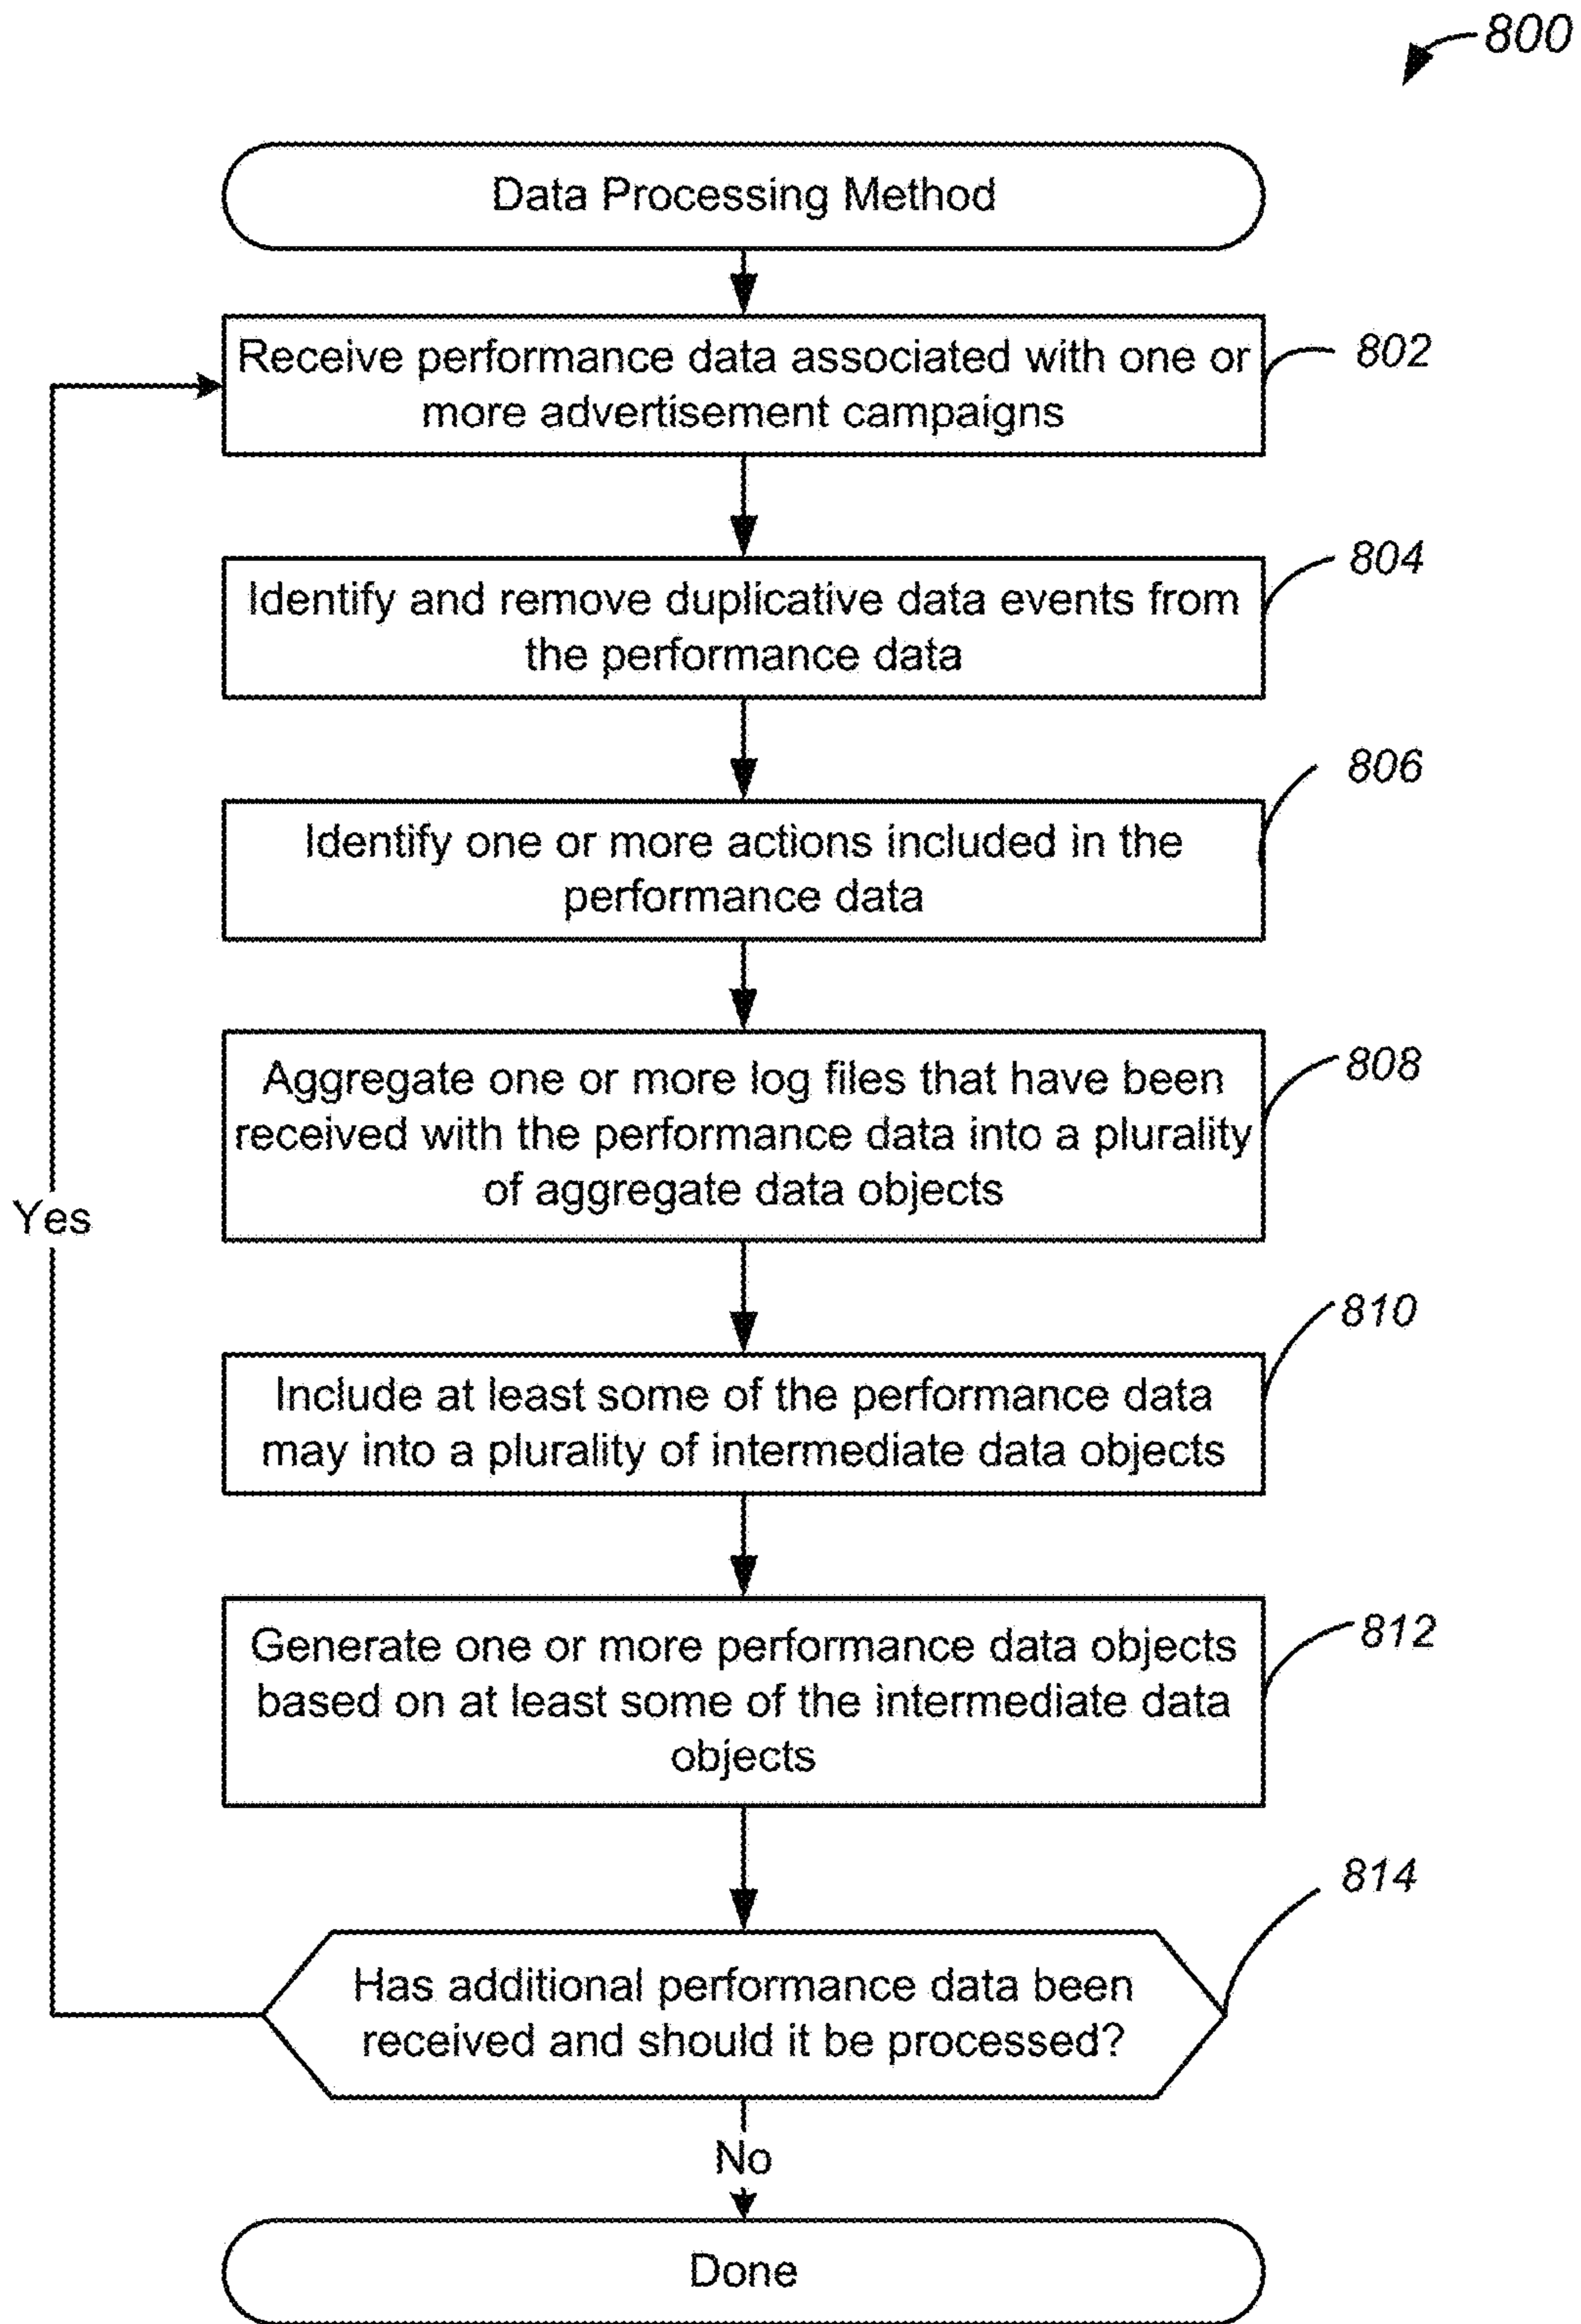 800
Data Processing Method
Receive performance data associated with one or
more advertisement campaigns
802
Identify and remove duplicative data events from
the performance data
804
Identify one or more actions included in the
performance data
806
Aggregate one or more log files that have been
received with the performance data into a plurality
of aggregate data objects
808
Include at least some of the performance data
may into a plurality of intermediate data objects
810
Generate one or more performance data objects
based on at least some of the intermediate data
objects
812
Has additional performance data been
received and should it be processed?
814
Yes
No
Done